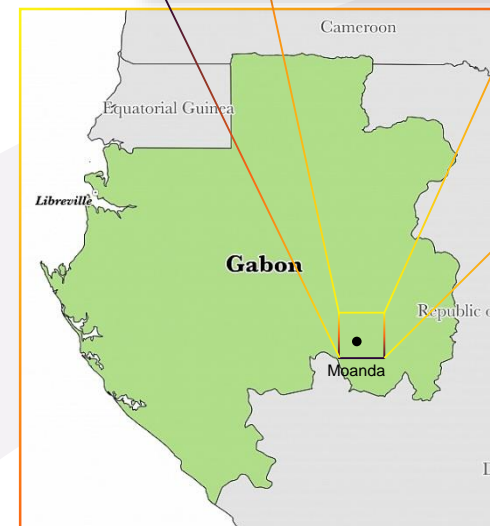 Cameroon
Equatorial Guinea
Libreville
Gabon
Republic o
Moanda
D